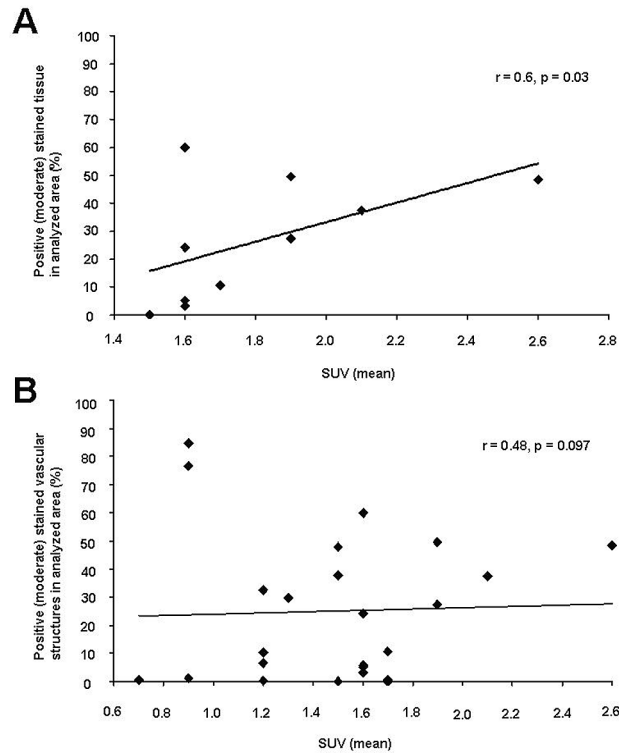 A
100
90
80
70
60
50
40
30
20
10
0
Positive (moderate) stained tissue
in analyzed area (%)
r = 0.6, p = 0.03
1.4 1.6 1.8 2.0 2.2 2.4 2.6 2.8
SUV (mean)
B
100
90
80
70
60
50
40
30
20
10
0
Positive (moderate) stained vascular
structures in analyzed area (%)
r = 0.48, p = 0.097
0.6 0.8 1.0 1.2 1.4 1.6 1.8 2.0 2.2 2.4 2.6
SUV (mean)